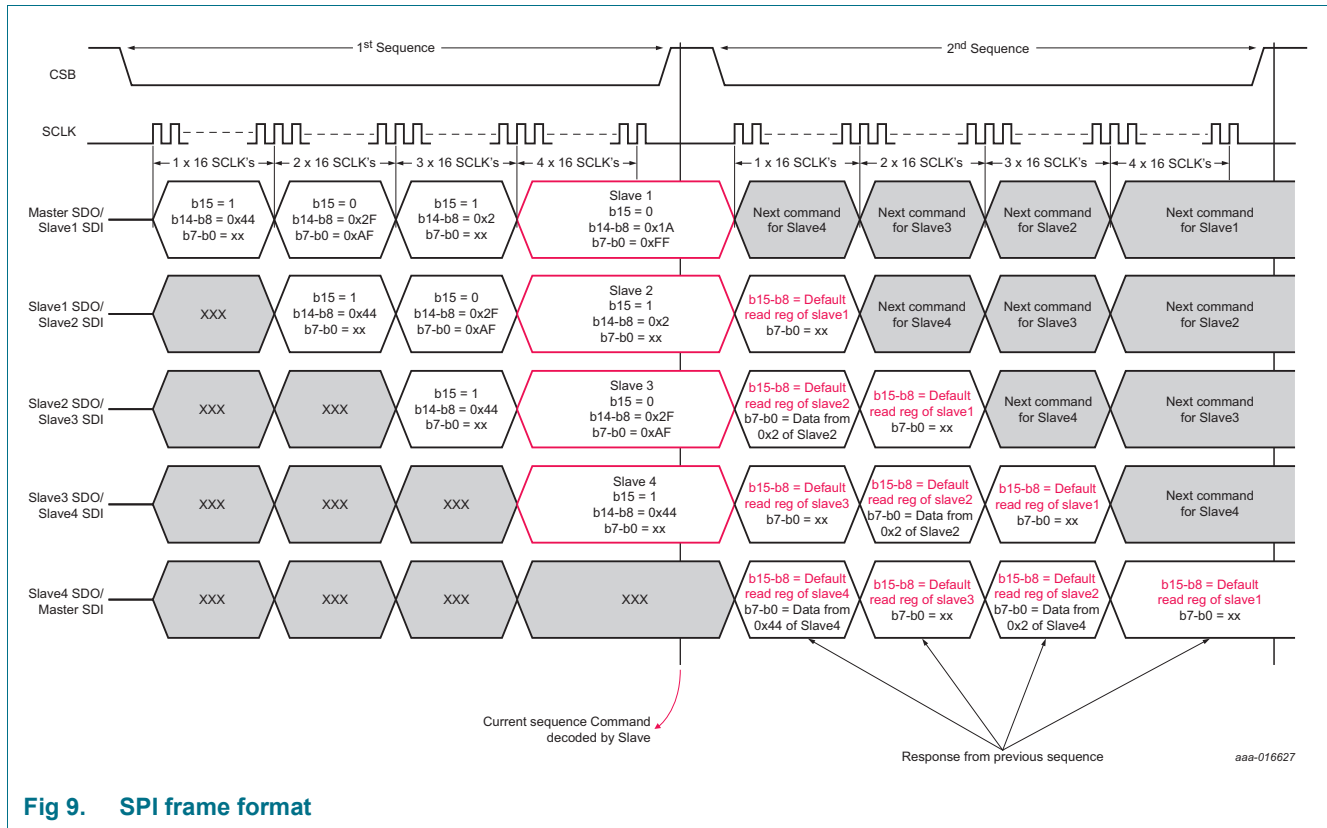 1st Sequence
2nd Sequence
CSB
SCLK
1 x 16 SCLK's
2 x 16 SCLK's
3 x 16 SCLK's
4 x 16 SCLK's
1 x 16 SCLK's
2 x 16 SCLK's
3 x 16 SCLK's
4 x 16 SCLK's
Master SDO/
Slave1 SDI
b15 = 1
b14-b8 = 0x44
b7-b0 = xx
b15 = 0
b14-b8 = 0x2F
b7-b0 = 0xAF
b15 = 1
b14-b8 = 0x2
b7-b0 = xx
Slave 1
b15 = 0
b14-b8 = 0x1A
b7-b0 = 0xFF
Next command
for Slave4
Next command
for Slave3
Next command
for Slave2
Next command
for Slave1
Slave1 SDO/
Slave2 SDI
XXX
b15 = 1
b14-b8 = 0x44
b7-b0 = xx
b15 = 0
b14-b8 = 0x2F
b7-b0 = 0xAF
Slave 2
b15 = 1
b14-b8 = 0x2
b7-b0 = xx
b15-b8 = Default
read reg of slave1
b7-b0 = xx
Next command
for Slave4
Next command
for Slave3
Next command
for Slave2
Slave2 SDO/
Slave3 SDI
XXX
XXX
b15 = 1
b14-b8 = 0x44
b7-b0 = xx
Slave 3
b15 = 0
b14-b8 = 0x2F
b7-b0 = 0xAF
b15-b8 = Default
read reg of slave2
b7-b0 = Data from
0x2 of Slave2
b15-b8 = Default
read reg of slave1
b7-b0 = xx
Next command
for Slave4
Next command
for Slave3
Slave3 SDO/
Slave4 SDI
XXX
XXX
XXX
Slave 4
b15 = 1
b14-b8 = 0x44
b7-b0 = xx
b15-b8 = Default
read reg of slave3
b7-b0 = xx
b15-b8 = Default
read reg of slave2
b7-b0 = Data from
0x2 of Slave2
b15-b8 = Default
read reg of slave1
b7-b0 = xx
Next command
for Slave4
Slave4 SDO/
Master SDI
XXX
XXX
XXX
XXX
b15-b8 = Default
read reg of slave4
b7-b0 = Data from
0x44 of Slave4
b15-b8 = Default
read reg of slave3
b7-b0 = xx
b15-b8 = Default
read reg of slave2
b7-b0 = Data from
0x2 of Slave4
b15-b8 = Default
read reg of slave1
b7-b0 = xx
Current sequence Command
decoded by Slave
Response from previous sequence
aaa-016627
Fig 9. SPI frame format